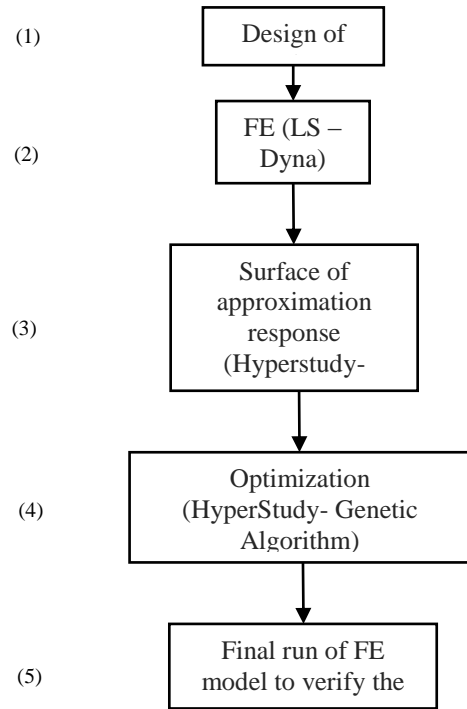 (1)
Design of
(2)
FE (LS –
Dyna)
(3)
Surface of
approximation
response
(Hyperstudy-
(4)
Optimization
(HyperStudy- Genetic
Algorithm)
(5)
Final run of FE
model to verify the